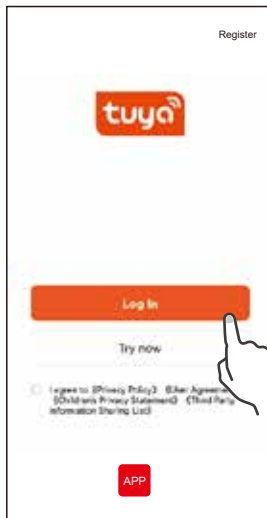 Register
tuya
Log In
Try now
I agree to 《Privacy Policy》 《User Agreement
《Children's Privacy Statement》 《Third Party
Information Sharing List》
APP